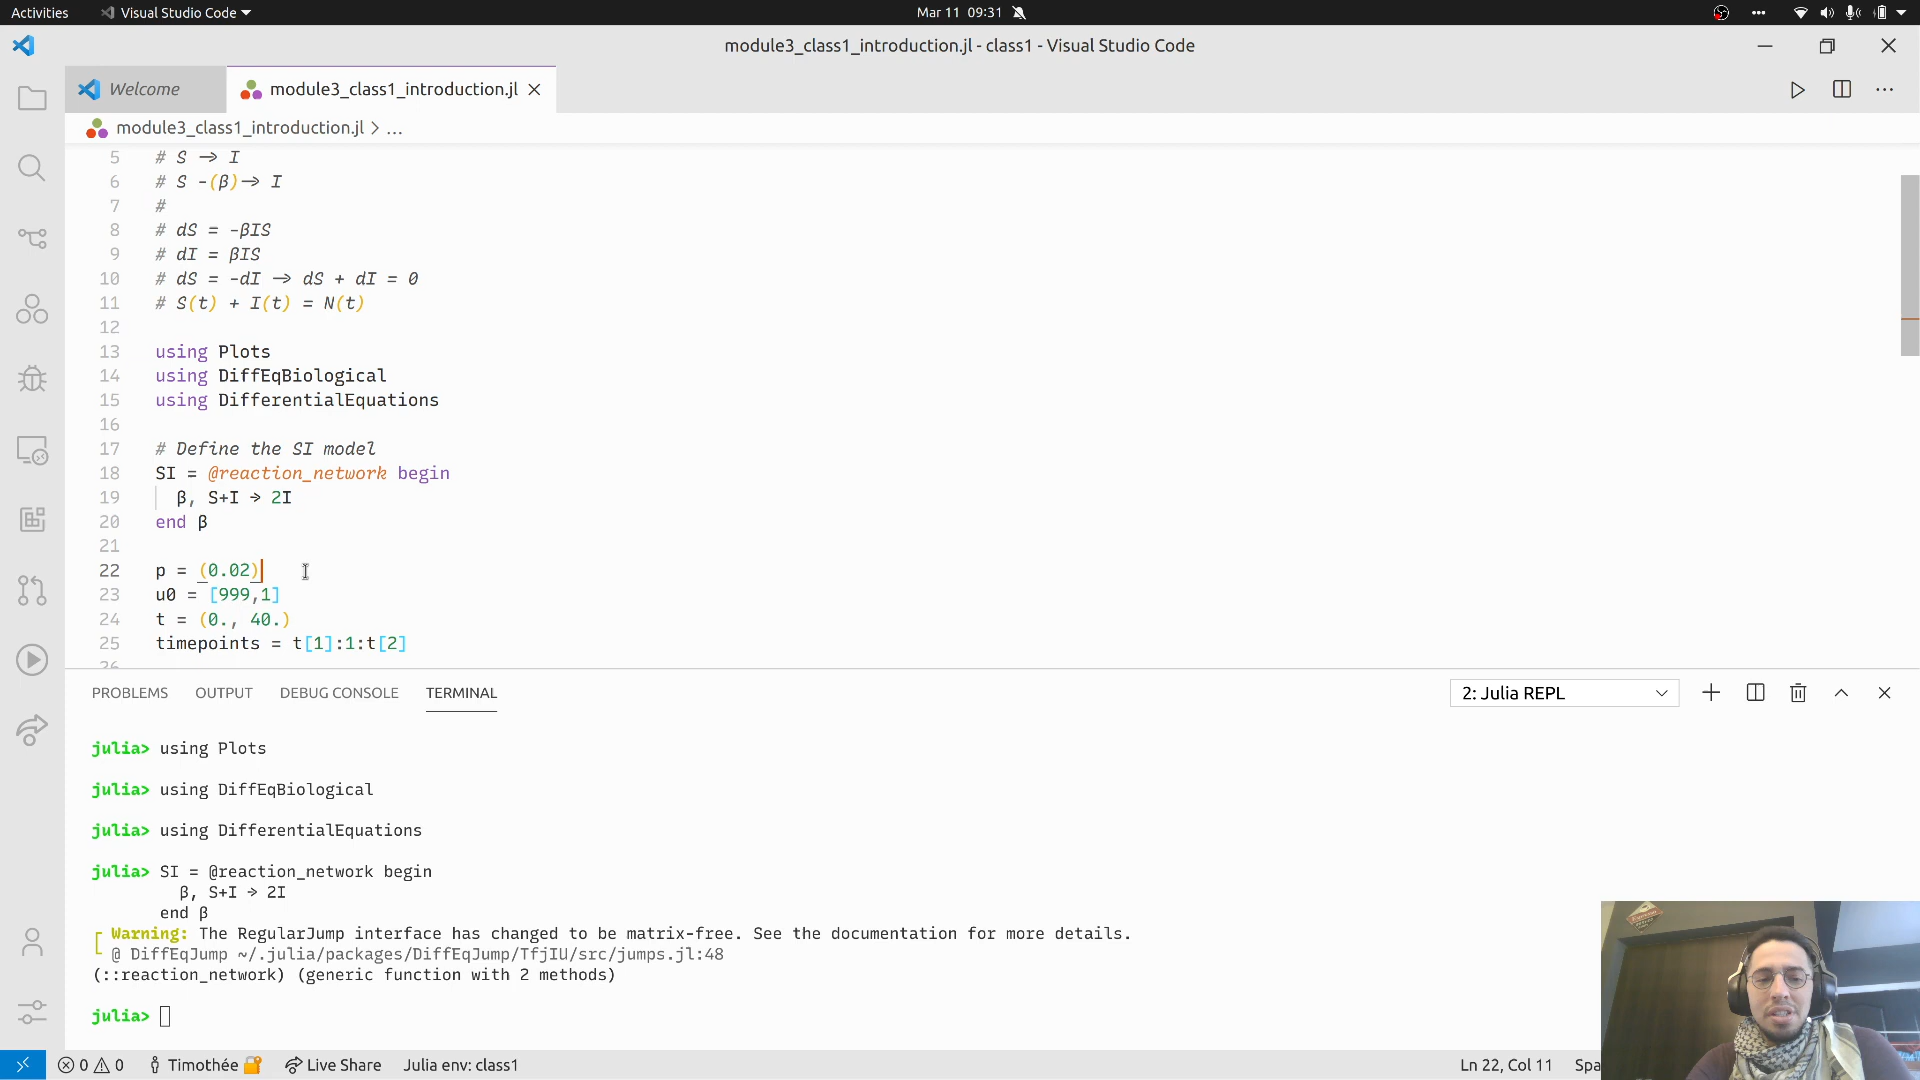 Activities
Visual Studio Code
Mar 11 09:31
module3_class1_introduction.jl - class1 - Visual Studio Code
Welcome
module3_class1_introduction.jl
module3_class1_introduction.jl > ...
5 # S → I
6 # S -(β)→ I
7 #
8 # dS = -βIS
9 # dI = βIS
10 # dS = -dI → dS + dI = 0
11 # S(t) + I(t) = N(t)
12
13 using Plots
14 using DiffEqBiological
15 using DifferentialEquations
16
17 # Define the SI model
18 SI = @reaction_network begin
19 β, S+I → 2I
20 end β
21
22 p = (0.02)
23 u0 = [999,1]
24 t = (0., 40.)
25 timepoints = t[1]:1:t[2]
26
PROBLEMS OUTPUT DEBUG CONSOLE TERMINAL
2: Julia REPL
julia> using Plots
julia> using DiffEqBiological
julia> using DifferentialEquations
julia> SI = @reaction_network begin
β, S+I → 2I
end β
Warning: The RegularJump interface has changed to be matrix-free. See the documentation for more details.
@ DiffEqJump ~/.julia/packages/DiffEqJump/TfjIU/src/jumps.jl:48
(::reaction_network) (generic function with 2 methods)
julia>
0 0 Timothée Live Share Julia env: class1
Ln 22, Col 11 Spa